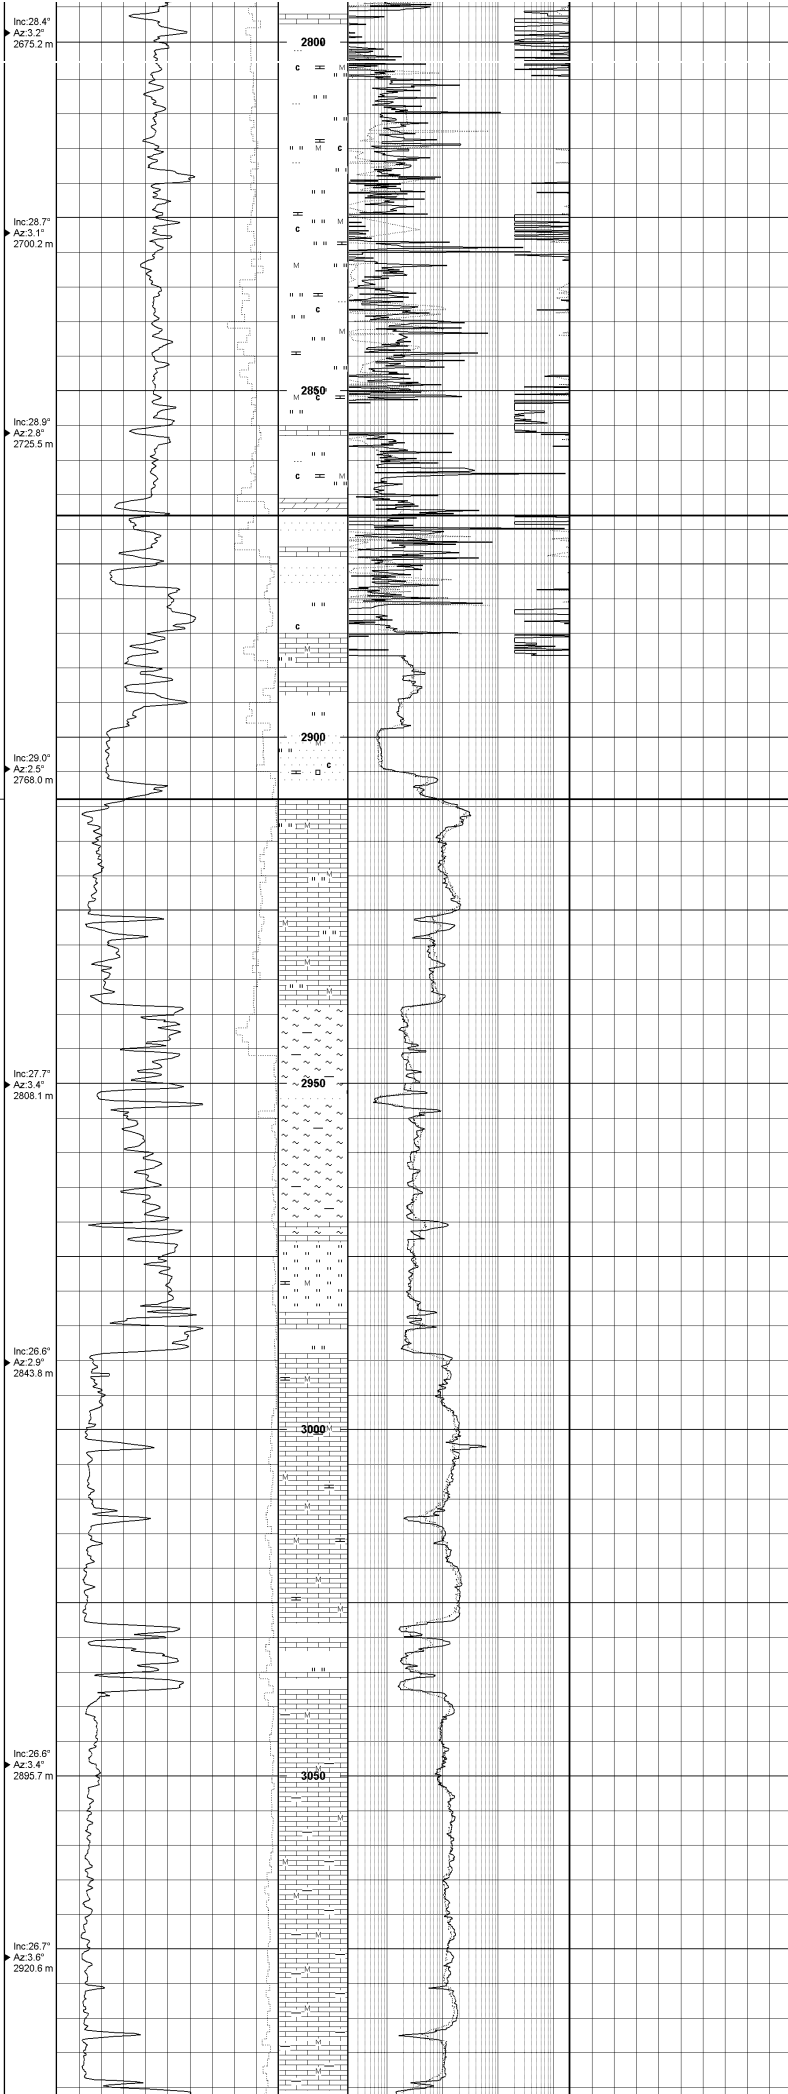 Inc:28.4°
Az:3.2°
2675.2 m
2800
C M
M C
Inc:28.7°
Az:3.1°
2700.2 m
M
C
M
C
M
2850
M C
Inc:28.9°
Az:2.8°
2725.5 m
C M
C
M
2900
M
Inc:29.0°
Az:2.5°
2768.0 m
C
M
M
M
M
M
Inc:27.7°
Az:3.4°
2808.1 m
2950
M
Inc:26.6°
Az:2.9°
2843.8 m
M
3000
M
M
M
M
M
M
M
Inc:26.6°
Az:3.4°
2895.7 m
M
3050
M
M
M
M
Inc:26.7°
Az:3.6°
2920.6 m
M
M
M
M